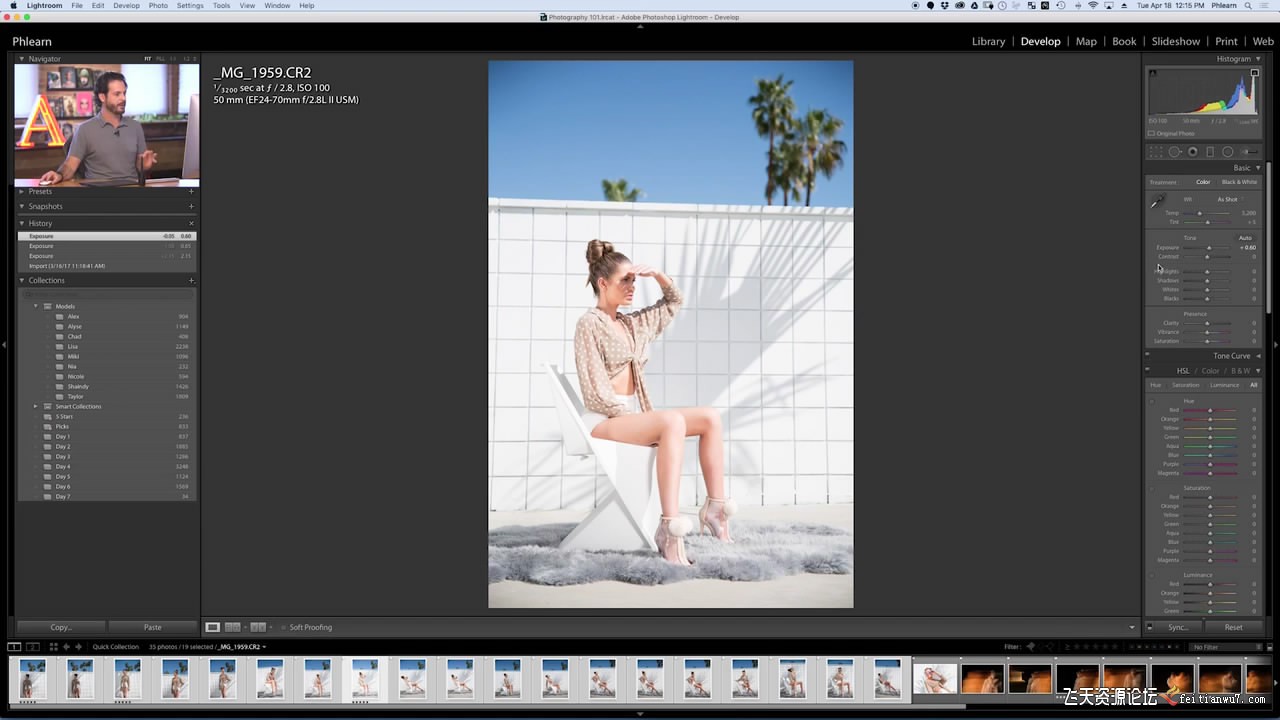 Lightroom File Edit Develop Photo Settings Tools View Window Help
Tue Apr 18 12:15 PM Phlearn
Photography 101.lrcat - Adobe Photoshop Lightroom - Develop
Phlearn
Library | Develop | Map | Book | Slideshow | Print | Web
Navigator FIT FILL 1:1
Presets
Snapshots
History
Exposure -0.05 0.60
Exposure 0.65
Exposure 2.15
Import (3/18/17 11:18:41 AM)
Collections
Models
Alex 304
Alyse 1149
Chad 408
Lisa 2238
Miki 1096
Nia 232
Nicole 594
Shaindy 1426
Taylor 1804
Smart Collections
5 Stars 236
Picks 833
Day 1 837
Day 2 1882
Day 3 1286
Day 4 3248
Day 5 1124
Day 6 1569
Day 7 34
Copy... Paste
_MG_1959.CR2
1/3200 sec at ƒ / 2.8, ISO 100
50 mm (EF24-70mm f/2.8L II USM)
Soft Proofing
Histogram
ISO 100 50 mm ƒ / 2.8
Original Photo
Basic
Treatment: Color Black & White
WB: As Shot
Temp 5,200
Tint + 5
Tone Auto
Exposure + 0.60
Contrast 0
Highlights 0
Shadows 0
Whites 0
Blacks 0
Presence
Clarity 0
Vibrance 0
Saturation 0
Tone Curve
HSL / Color / B & W
Hue Saturation Luminance All
Hue
Red 0
Orange 0
Yellow 0
Green 0
Aqua 0
Blue 0
Purple 0
Magenta 0
Saturation
Red 0
Orange 0
Yellow 0
Green 0
Aqua 0
Blue 0
Purple 0
Magenta 0
Luminance
Red 0
Orange 0
Yellow 0
Green 0
Sync... Reset
1 2 Quick Collection 35 photos / 19 selected / _MG_1959.CR2
Filter: No Filter
飞天资源论坛 feitianwu7.com